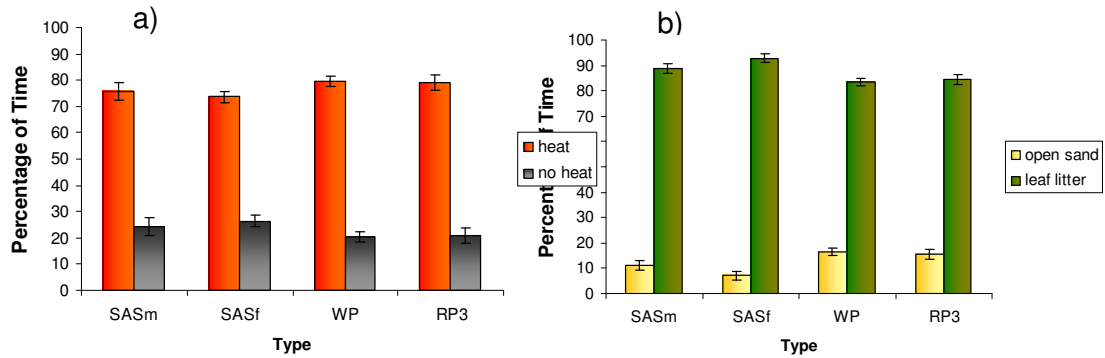 a)
Percentage of Time
100
90
80
70
60
50
40
30
20
10
0
SASm SASf WP RP3
Type
heat
no heat
b)
Percentage of Time
100
90
80
70
60
50
40
30
20
10
0
SASm SASf WP RP3
Type
open sand
leaf litter